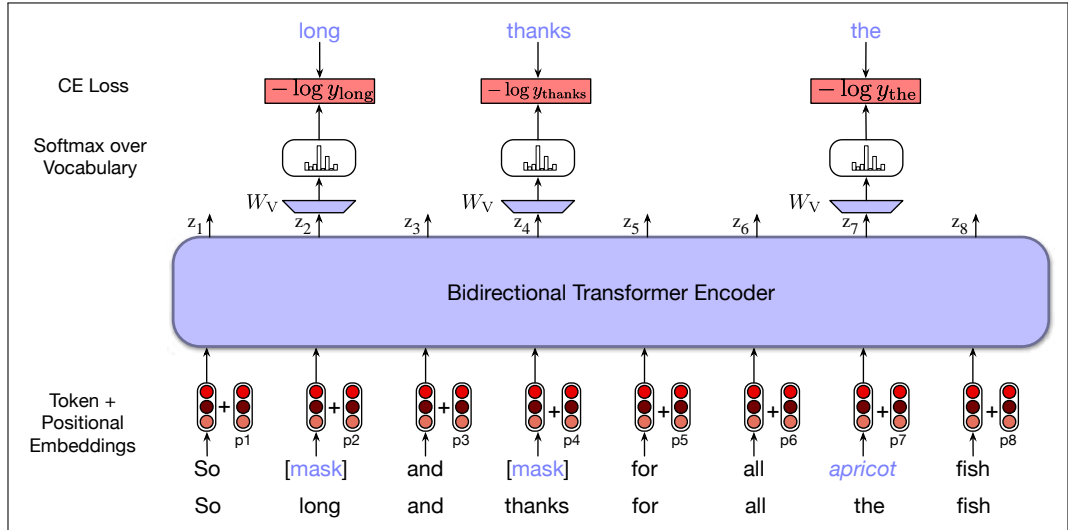 long thanks the
CE Loss
− log y_long − log y_thanks − log y_the
Softmax over
Vocabulary
W_V W_V W_V
z_1 z_2 z_3 z_4 z_5 z_6 z_7 z_8
Bidirectional Transformer Encoder
Token +
Positional
Embeddings
+ + + + + + + +
p1 p2 p3 p4 p5 p6 p7 p8
So [mask] and [mask] for all apricot fish
So long and thanks for all the fish